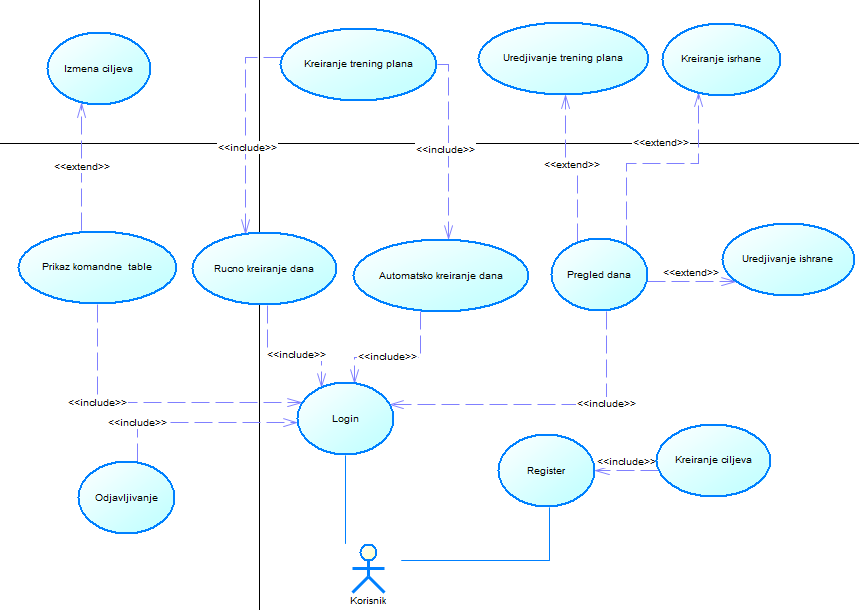 Izmena ciljeva
Kreiranje trening plana
Uredjivanje trening plana
Kreiranje isrhane
<<include>>
<<include>>
<<extend>>
<<extend>>
<<extend>>
Prikaz komandne table
Rucno kreiranje dana
Automatsko kreiranje dana
Pregled dana
<<extend>>
Uredjivanje ishrane
<<include>>
<<include>>
<<include>>
<<include>>
<<include>>
Login
Register
<<include>>
Kreiranje ciljeva
Odjavljivanje
Korisnik